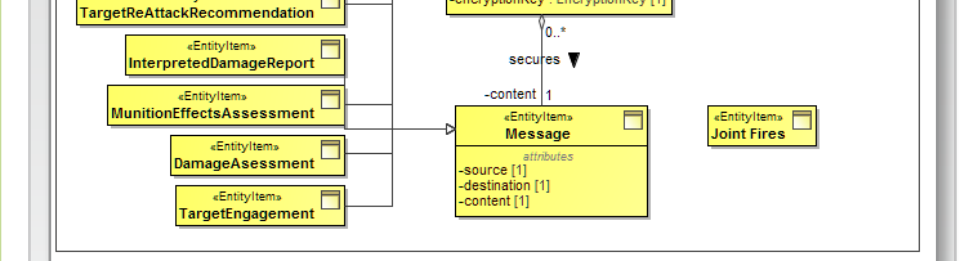 TargetReAttackRecommendation
-encryptionKey : EncryptionKey [1]
0..*
«EntityItem»
InterpretedDamageReport
secures
«EntityItem»
MunitionEffectsAssessment
-content 1
«EntityItem»
Message
attributes
-source [1]
-destination [1]
-content [1]
«EntityItem»
Joint Fires
«EntityItem»
DamageAsessment
«EntityItem»
TargetEngagement